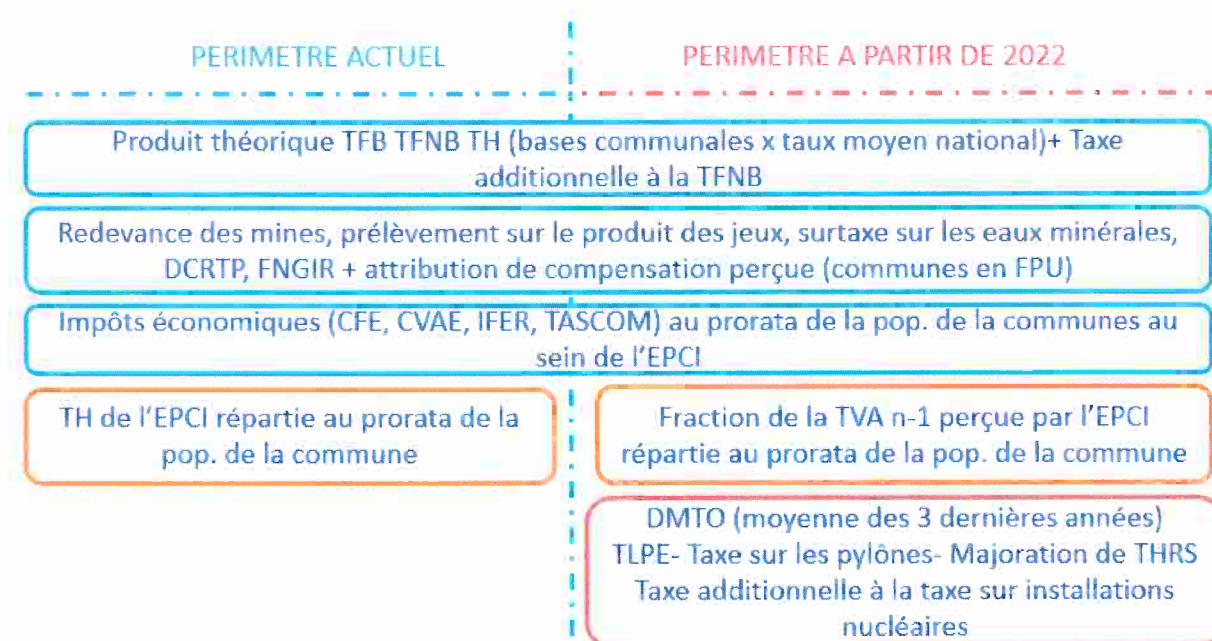 PERIMETRE ACTUEL
PERIMETRE A PARTIR DE 2022
Produit théorique TFB TFNB TH (bases communales x taux moyen national)+ Taxe
additionnelle à la TFNB
Redevance des mines, prélèvement sur le produit des jeux, surtaxe sur les eaux minérales,
DCRTP, FNGIR + attribution de compensation perçue (communes en FPU)
Impôts économiques (CFE, CVAE, IFER, TASCOM) au prorata de la pop. de la communes au
sein de l'EPCI
TH de l'EPCI répartie au prorata de la
pop. de la commune
Fraction de la TVA n-1 perçue par l'EPCI
répartie au prorata de la pop. de la commune
DMTO (moyenne des 3 dernières années)
TLPE- Taxe sur les pylônes- Majoration de THRS
Taxe additionnelle à la taxe sur installations
nucléaires